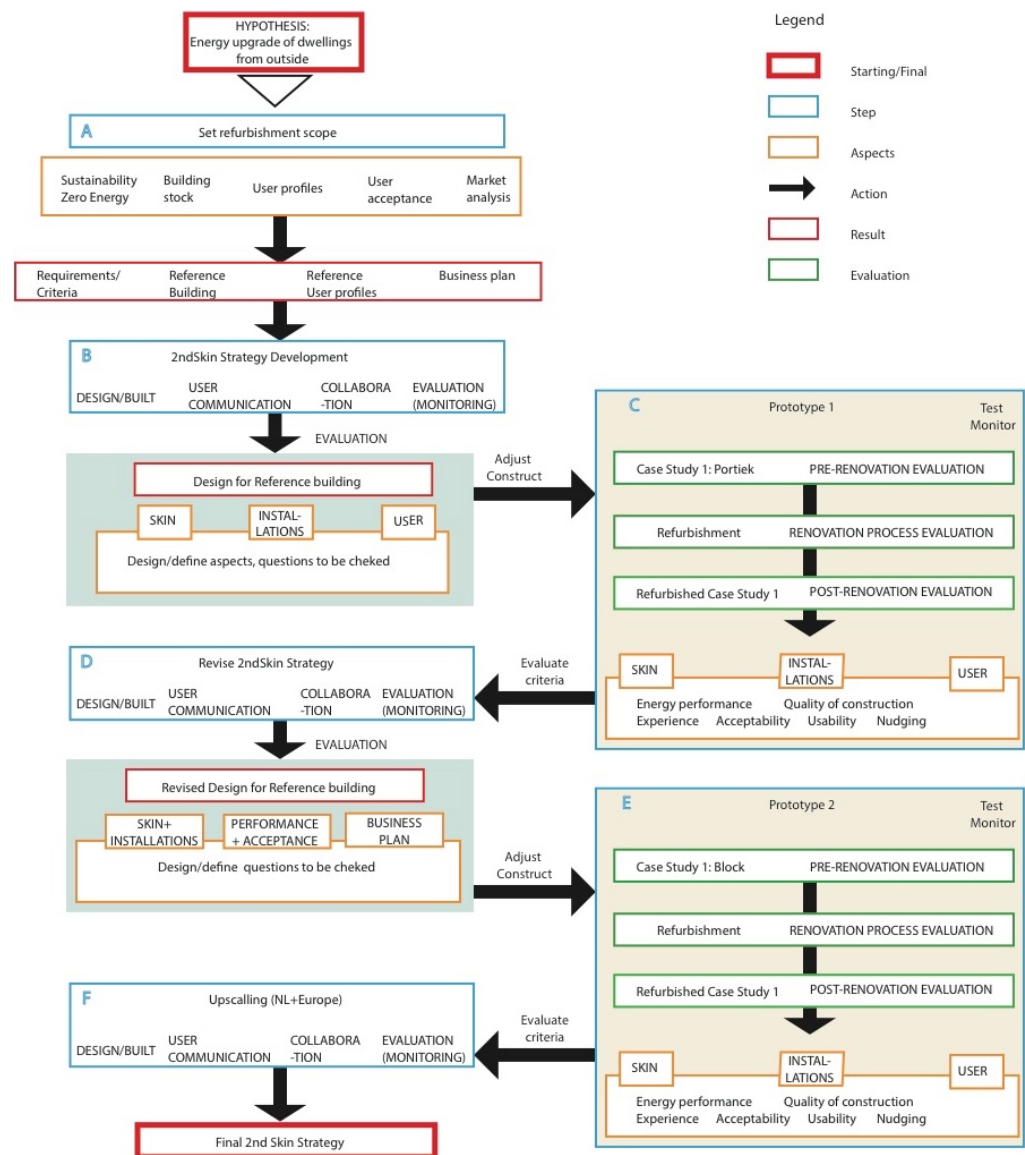 HYPOTHESIS:
Energy upgrade of dwellings
from outside
A
Set refurbishment scope
Sustainability
Zero Energy
Building
stock
User profiles
User
acceptance
Market
analysis
Requirements/
Criteria
Reference
Building
Reference
User profiles
Business plan
B
2ndSkin Strategy Development
DESIGN/BUILT
USER
COMMUNICATION
COLLABORA
-TION
EVALUATION
(MONITORING)
EVALUATION
Design for Reference building
SKIN
INSTAL-
LATIONS
USER
Design/define aspects, questions to be cheked
Adjust
Construct
C
Prototype 1
Test
Monitor
Case Study 1: Portiek
PRE-RENOVATION EVALUATION
Refurbishment
RENOVATION PROCESS EVALUATION
Refurbished Case Study 1
POST-RENOVATION EVALUATION
SKIN
INSTAL-
LATIONS
USER
Energy performance
Quality of construction
Experience
Acceptability
Usability
Nudging
Evaluate
criteria
D
Revise 2ndSkin Strategy
DESIGN/BUILT
USER
COMMUNICATION
COLLABORA
-TION
EVALUATION
(MONITORING)
EVALUATION
Revised Design for Reference building
SKIN+
INSTALLATIONS
PERFORMANCE
+ ACCEPTANCE
BUSINESS
PLAN
Design/define questions to be cheked
Adjust
Construct
E
Prototype 2
Test
Monitor
Case Study 1: Block
PRE-RENOVATION EVALUATION
Refurbishment
RENOVATION PROCESS EVALUATION
Refurbished Case Study 1
POST-RENOVATION EVALUATION
SKIN
INSTAL-
LATIONS
USER
Energy performance
Quality of construction
Experience
Acceptability
Usability
Nudging
Evaluate
criteria
F
Upscalling (NL+Europe)
DESIGN/BUILT
USER
COMMUNICATION
COLLABORA
-TION
EVALUATION
(MONITORING)
Final 2nd Skin Strategy
Legend
Starting/Final
Step
Aspects
Action
Result
Evaluation